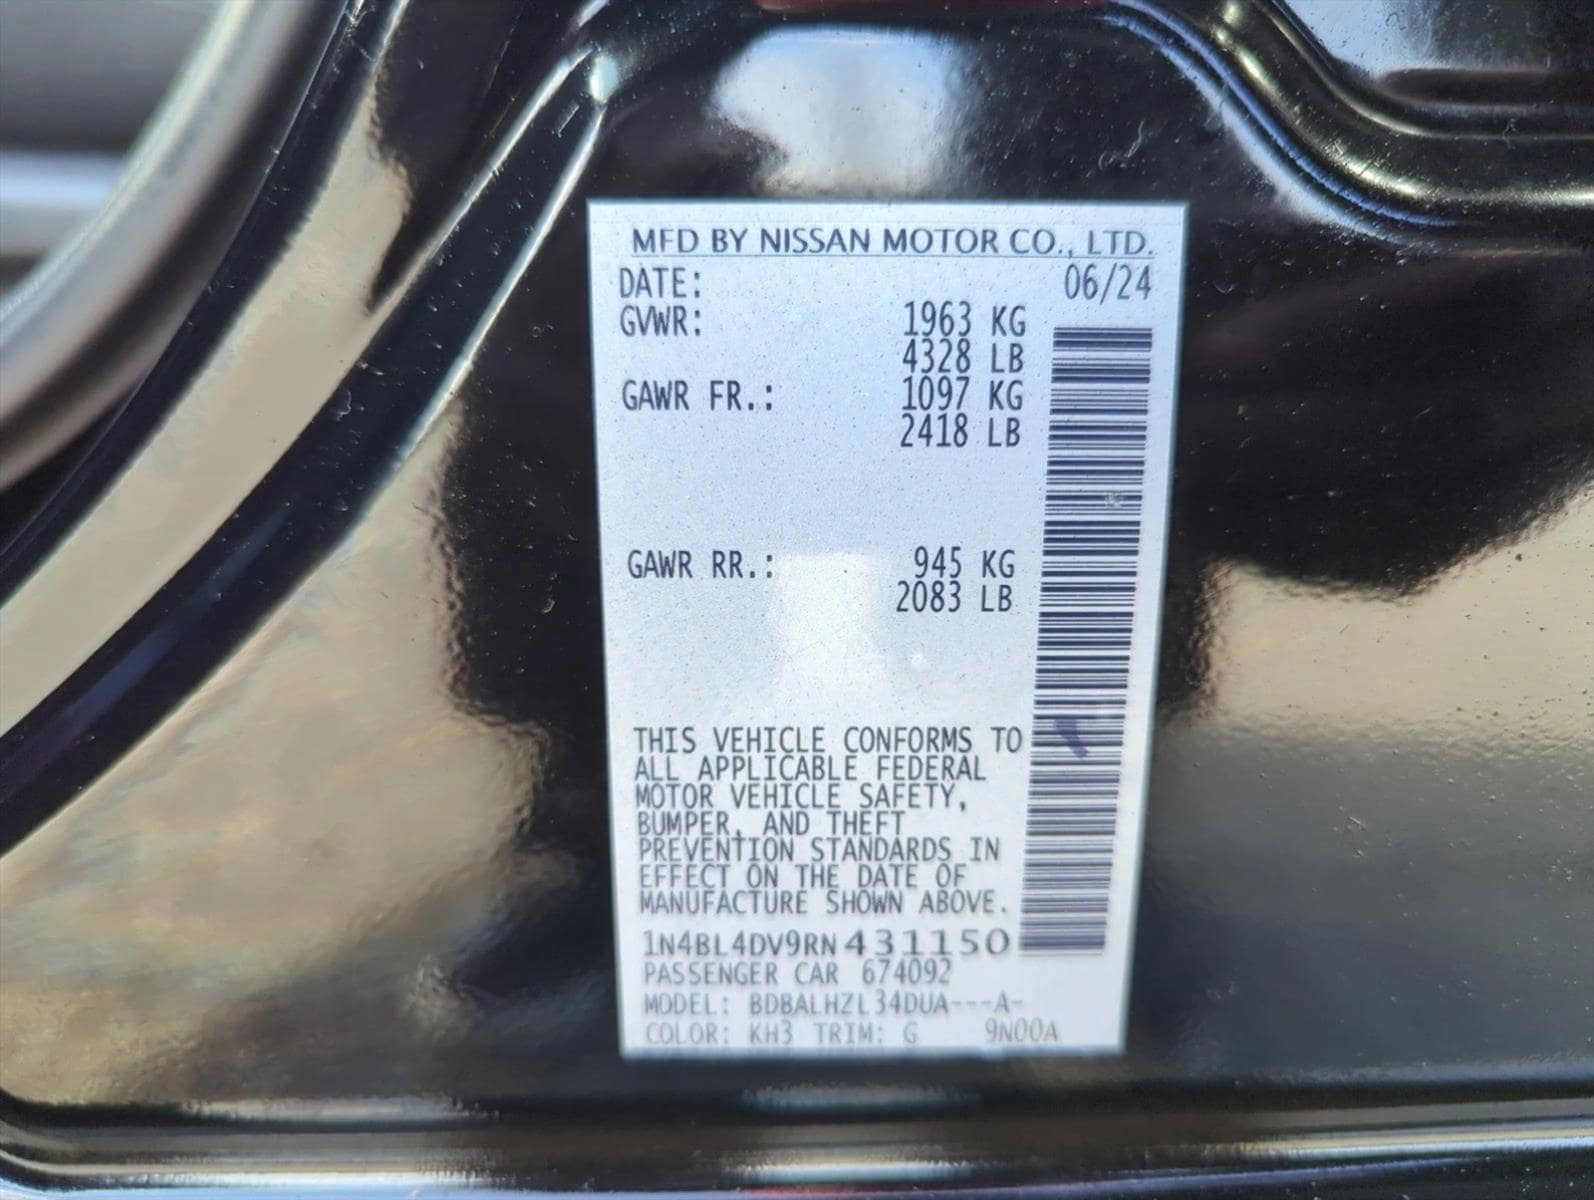 MFD BY NISSAN MOTOR CO., LTD.
DATE: 06/24
GVWR: 1963 KG
4328 LB
GAWR FR.: 1097 KG
2418 LB
GAWR RR.: 945 KG
2083 LB
THIS VEHICLE CONFORMS TO
ALL APPLICABLE FEDERAL
MOTOR VEHICLE SAFETY,
BUMPER, AND THEFT
PREVENTION STANDARDS IN
EFFECT ON THE DATE OF
MANUFACTURE SHOWN ABOVE.
1N4BL4DV9RN431150
PASSENGER CAR 674092
MODEL: BDBALHZL34DUA---A-
COLOR: KH3 TRIM: G 9N00A